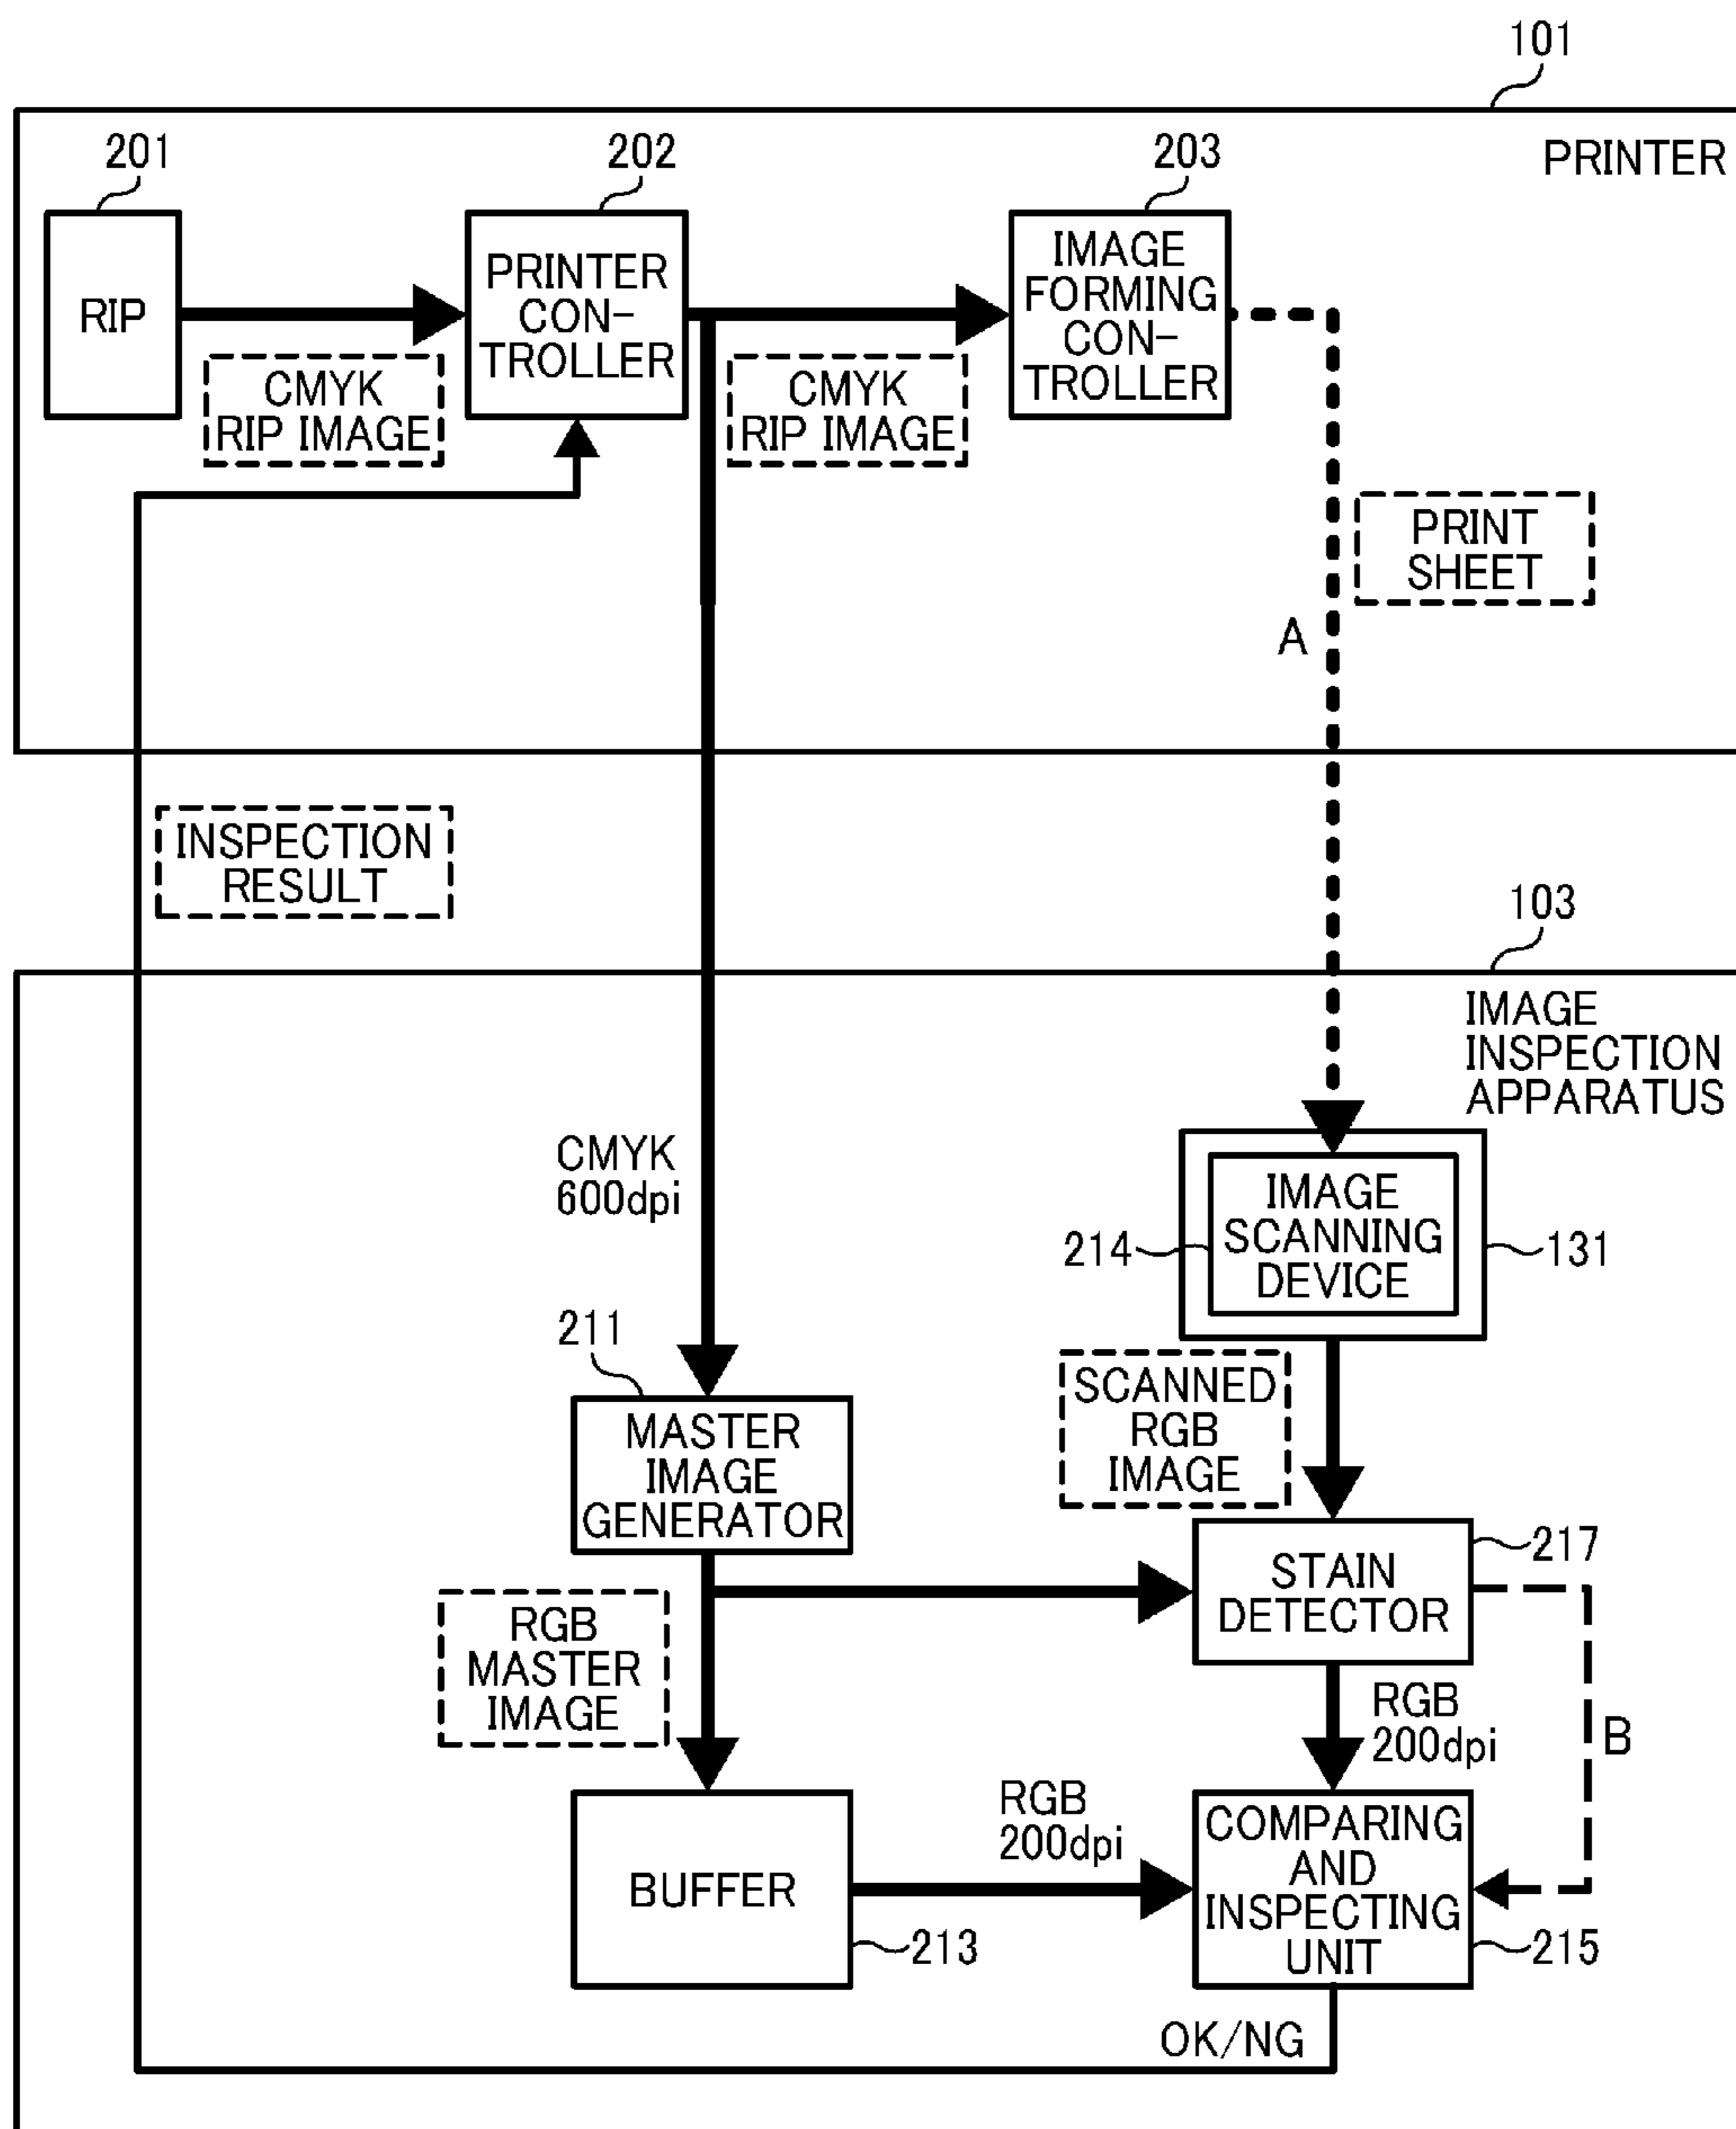 101
PRINTER
201
202
203
RIP
PRINTER
CON-
TROLLER
IMAGE
FORMING
CON-
TROLLER
CMYK
RIP IMAGE
CMYK
RIP IMAGE
PRINT
SHEET
A
INSPECTION
RESULT
103
IMAGE
INSPECTION
APPARATUS
CMYK
600dpi
IMAGE
SCANNING
DEVICE
214
131
211
MASTER
IMAGE
GENERATOR
SCANNED
RGB
IMAGE
217
STAIN
DETECTOR
RGB
MASTER
IMAGE
RGB
200dpi
B
BUFFER
213
RGB
200dpi
COMPARING
AND
INSPECTING
UNIT
215
OK/NG